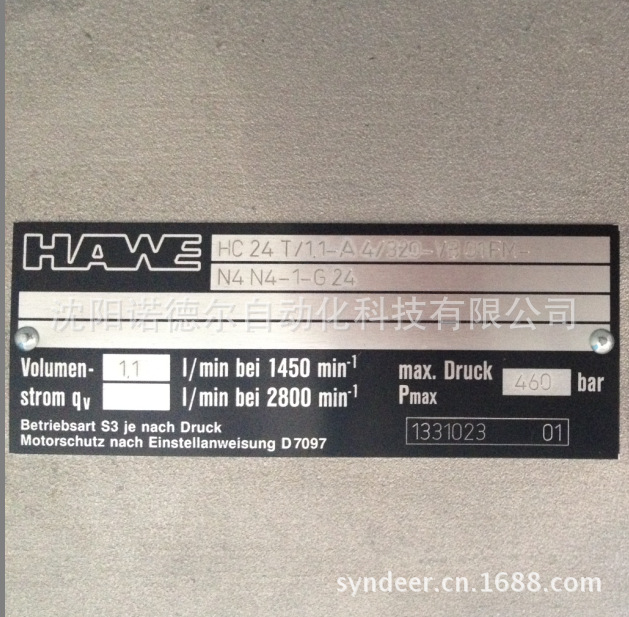 HAWE
HC 24 T/1,1-A 4/320-
N4 N4-1-G 24
沈阳诺德尔自动化科技有限公司
Volumen- 1,1 l/min bei 1450 min-1
strom qv l/min bei 2800 min-1
max. Druck 460 bar
Pmax
Betriebsart S3 je nach Druck
Motorschutz nach Einstellanweisung D7097
1331023 01
syndeer.cn.1688.com